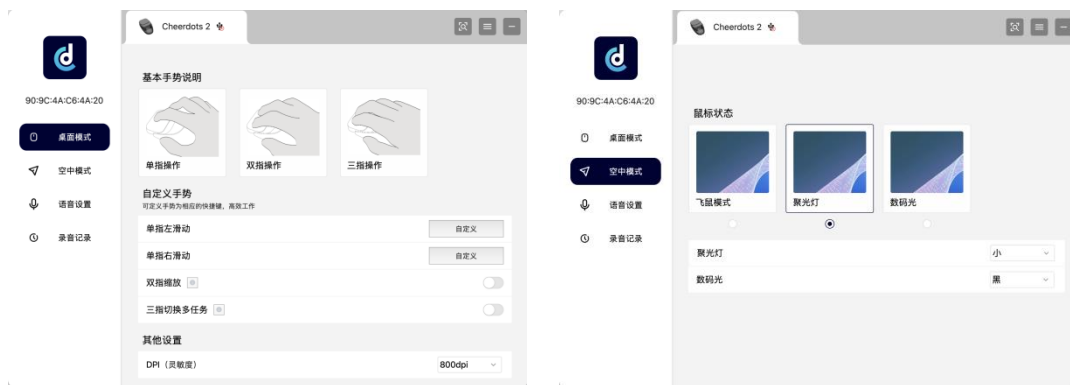 Cheerdots 2
90:9C:4A:C6:4A:20
桌面模式
空中模式
语音设置
录音记录
基本手势说明
单指操作 双指操作 三指操作
自定义手势
可定义手势为相应的快捷键，高效工作
单指左滑动 自定义
单指右滑动 自定义
双指缩放
三指切换多任务
其他设置
DPI（灵敏度） 800dpi
Cheerdots 2
90:9C:4A:C6:4A:20
桌面模式
空中模式
语音设置
录音记录
鼠标状态
飞鼠模式 聚光灯 数码光
聚光灯 小
数码光 黑